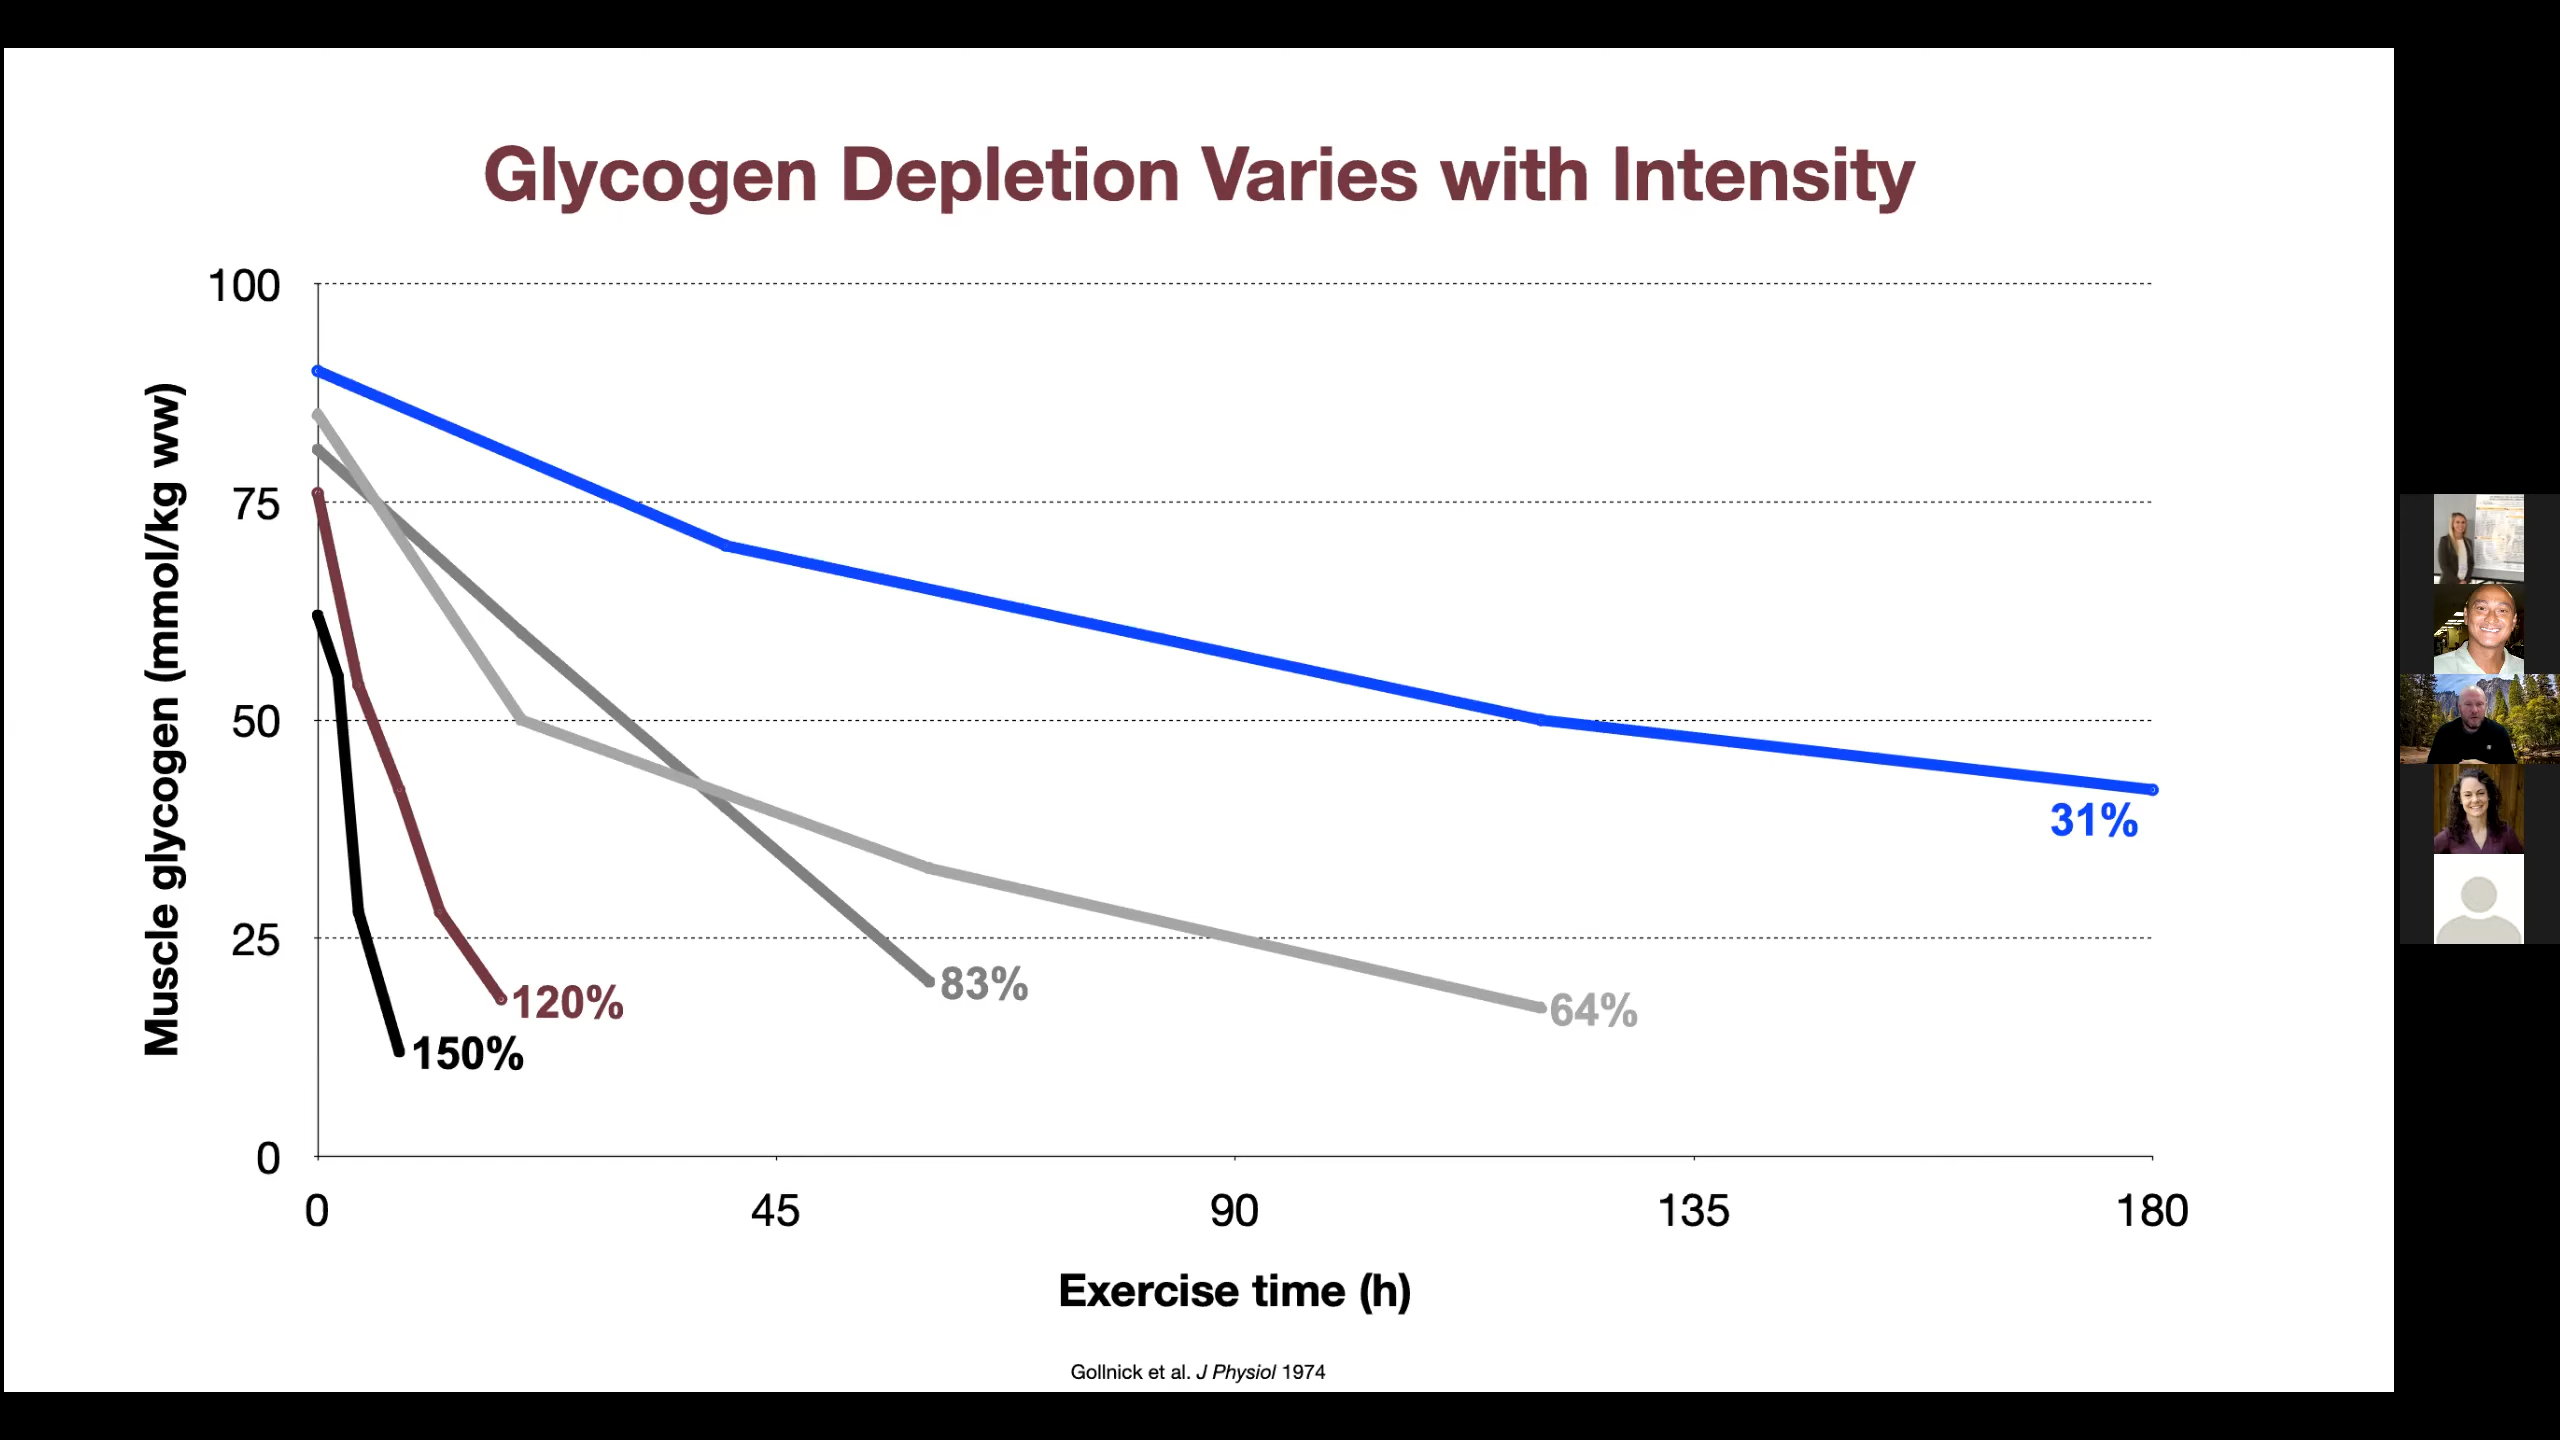 Glycogen Depletion Varies with Intensity
Muscle glycogen (mmol/kg ww)
100
75
50
25
0
31%
83%
64%
120%
150%
0 45 90 135 180
Exercise time (h)
Gollnick et al. J Physiol 1974